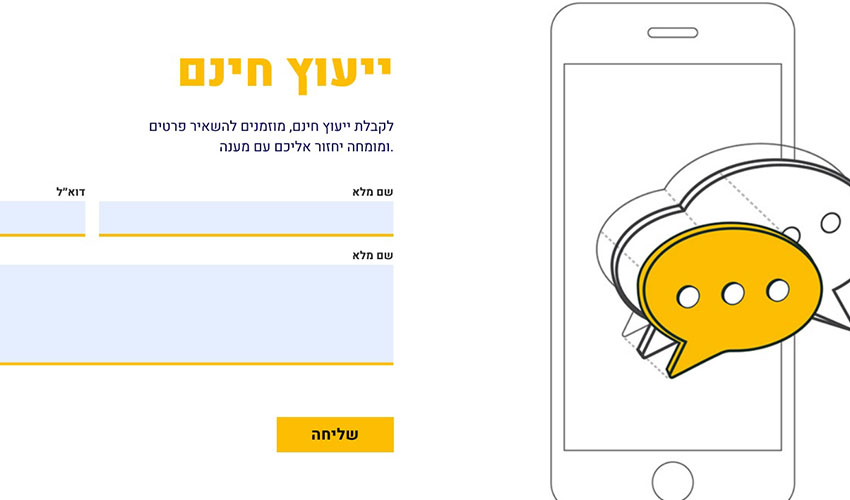 ייעוץ חינם
לקבלת ייעוץ חינם, מוזמנים להשאיר פרטים
ומומחה יחזור אליכם עם מענה.
שם מלא
דוא"ל
שם מלא
שליחה